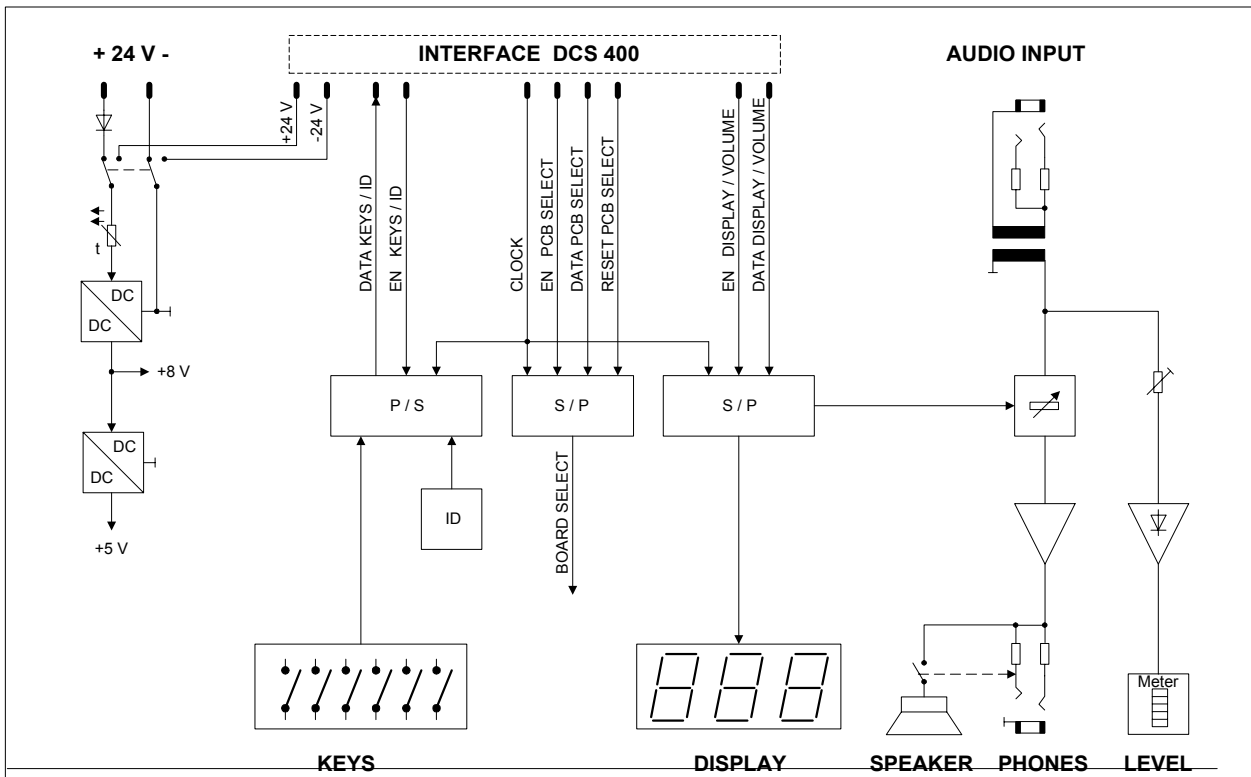 + 24 V -
INTERFACE DCS 400
AUDIO INPUT
+24 V
-24 V
DATA KEYS / ID
EN KEYS / ID
CLOCK
EN PCB SELECT
DATA PCB SELECT
RESET PCB SELECT
EN DISPLAY / VOLUME
DATA DISPLAY / VOLUME
t
DC
DC
+8 V
P / S
S / P
S / P
DC
DC
ID
BOARD SELECT
+5 V
Meter
KEYS
DISPLAY
SPEAKER
PHONES
LEVEL